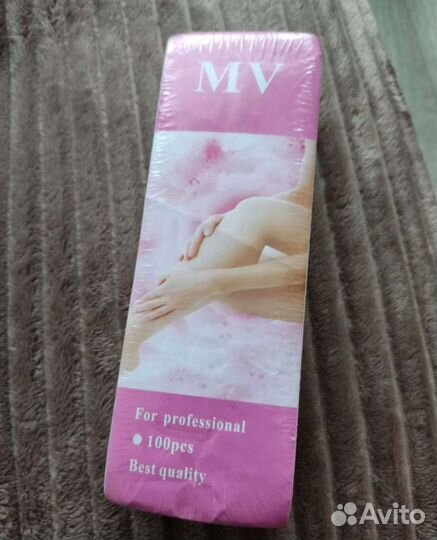 MV
For professional
● 100pcs
Best quality
Avito